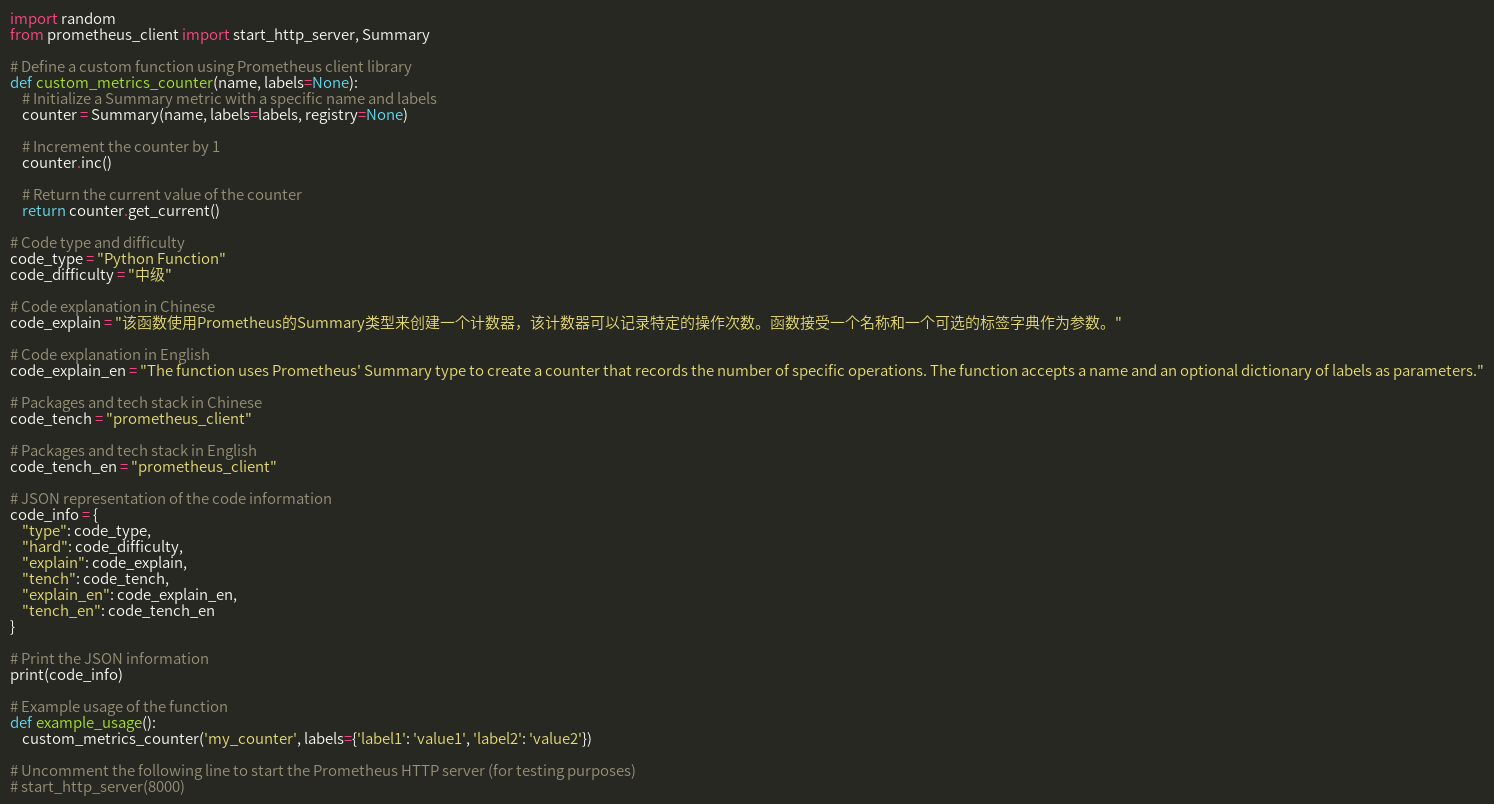 import random
from prometheus_client import start_http_server, Summary

# Define a custom function using Prometheus client library
def custom_metrics_counter(name, labels=None):
    # Initialize a Summary metric with a specific name and labels
    counter = Summary(name, labels=labels, registry=None)

    # Increment the counter by 1
    counter.inc()

    # Return the current value of the counter
    return counter.get_current()

# Code type and difficulty
code_type = "Python Function"
code_difficulty = "中级"

# Code explanation in Chinese
code_explain = "该函数使用Prometheus的Summary类型来创建一个计数器，该计数器可以记录特定的操作次数。函数接受一个名称和一个可选的标签字典作为参数。"

# Code explanation in English
code_explain_en = "The function uses Prometheus' Summary type to create a counter that records the number of specific operations. The function accepts a name and an optional dictionary of labels as parameters."

# Packages and tech stack in Chinese
code_tench = "prometheus_client"

# Packages and tech stack in English
code_tench_en = "prometheus_client"

# JSON representation of the code information
code_info = {
    "type": code_type,
    "hard": code_difficulty,
    "explain": code_explain,
    "tench": code_tench,
    "explain_en": code_explain_en,
    "tench_en": code_tench_en
}

# Print the JSON information
print(code_info)

# Example usage of the function
def example_usage():
    custom_metrics_counter('my_counter', labels={'label1': 'value1', 'label2': 'value2'})

# Uncomment the following line to start the Prometheus HTTP server (for testing purposes)
# start_http_server(8000)